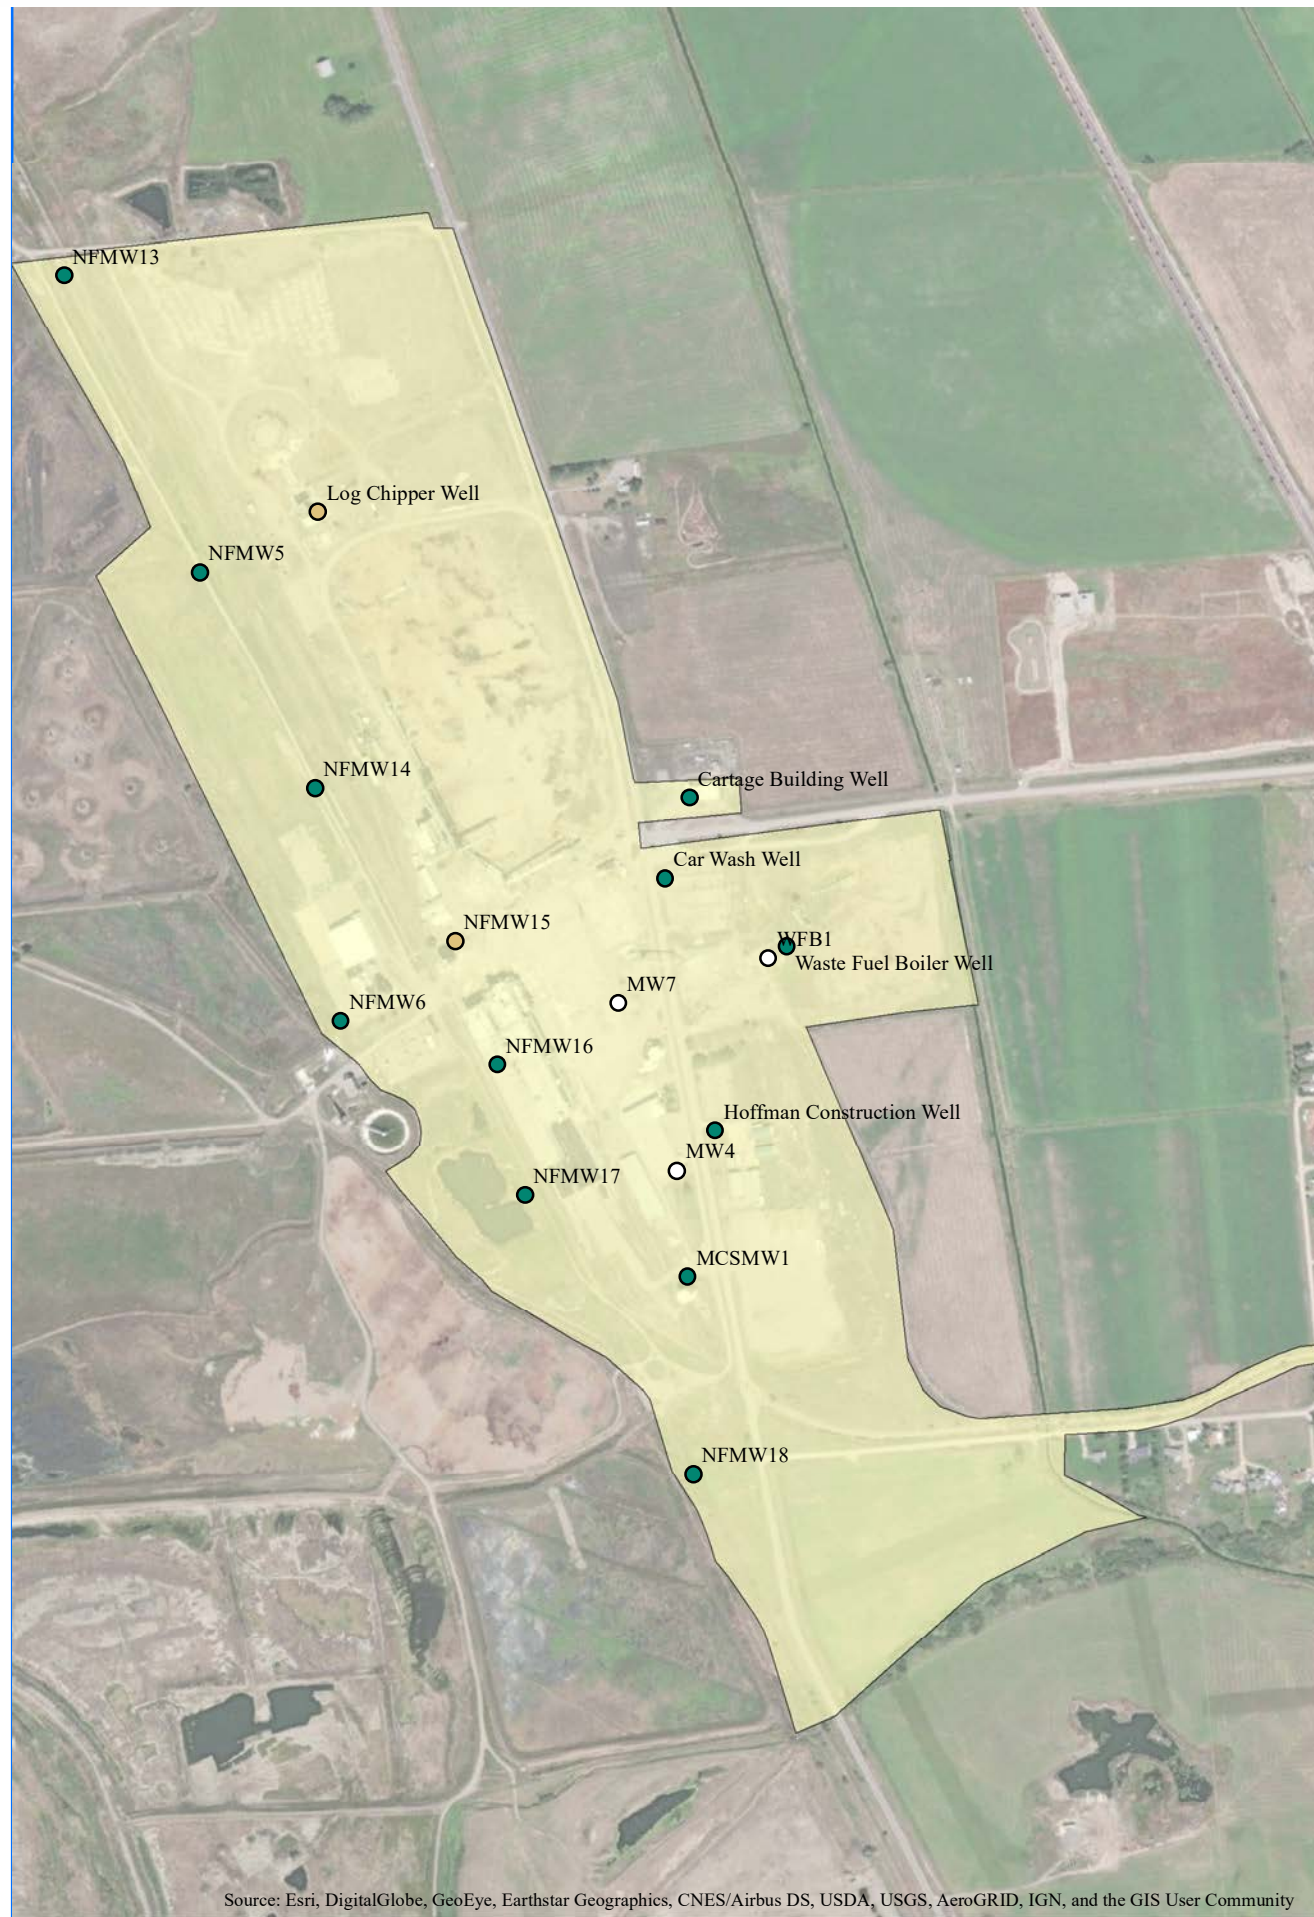 NFMW13
Log Chipper Well
NFMW5
NFMW14
Cartage Building Well
Car Wash Well
NFMW15
WFB1
Waste Fuel Boiler Well
MW7
NFMW6
NFMW16
Hoffman Construction Well
MW4
NFMW17
MCSMW1
NFMW18
Source: Esri, DigitalGlobe, GeoEye, Earthstar Geographics, CNES/Airbus DS, USDA, USGS, AeroGRID, IGN, and the GIS User Community